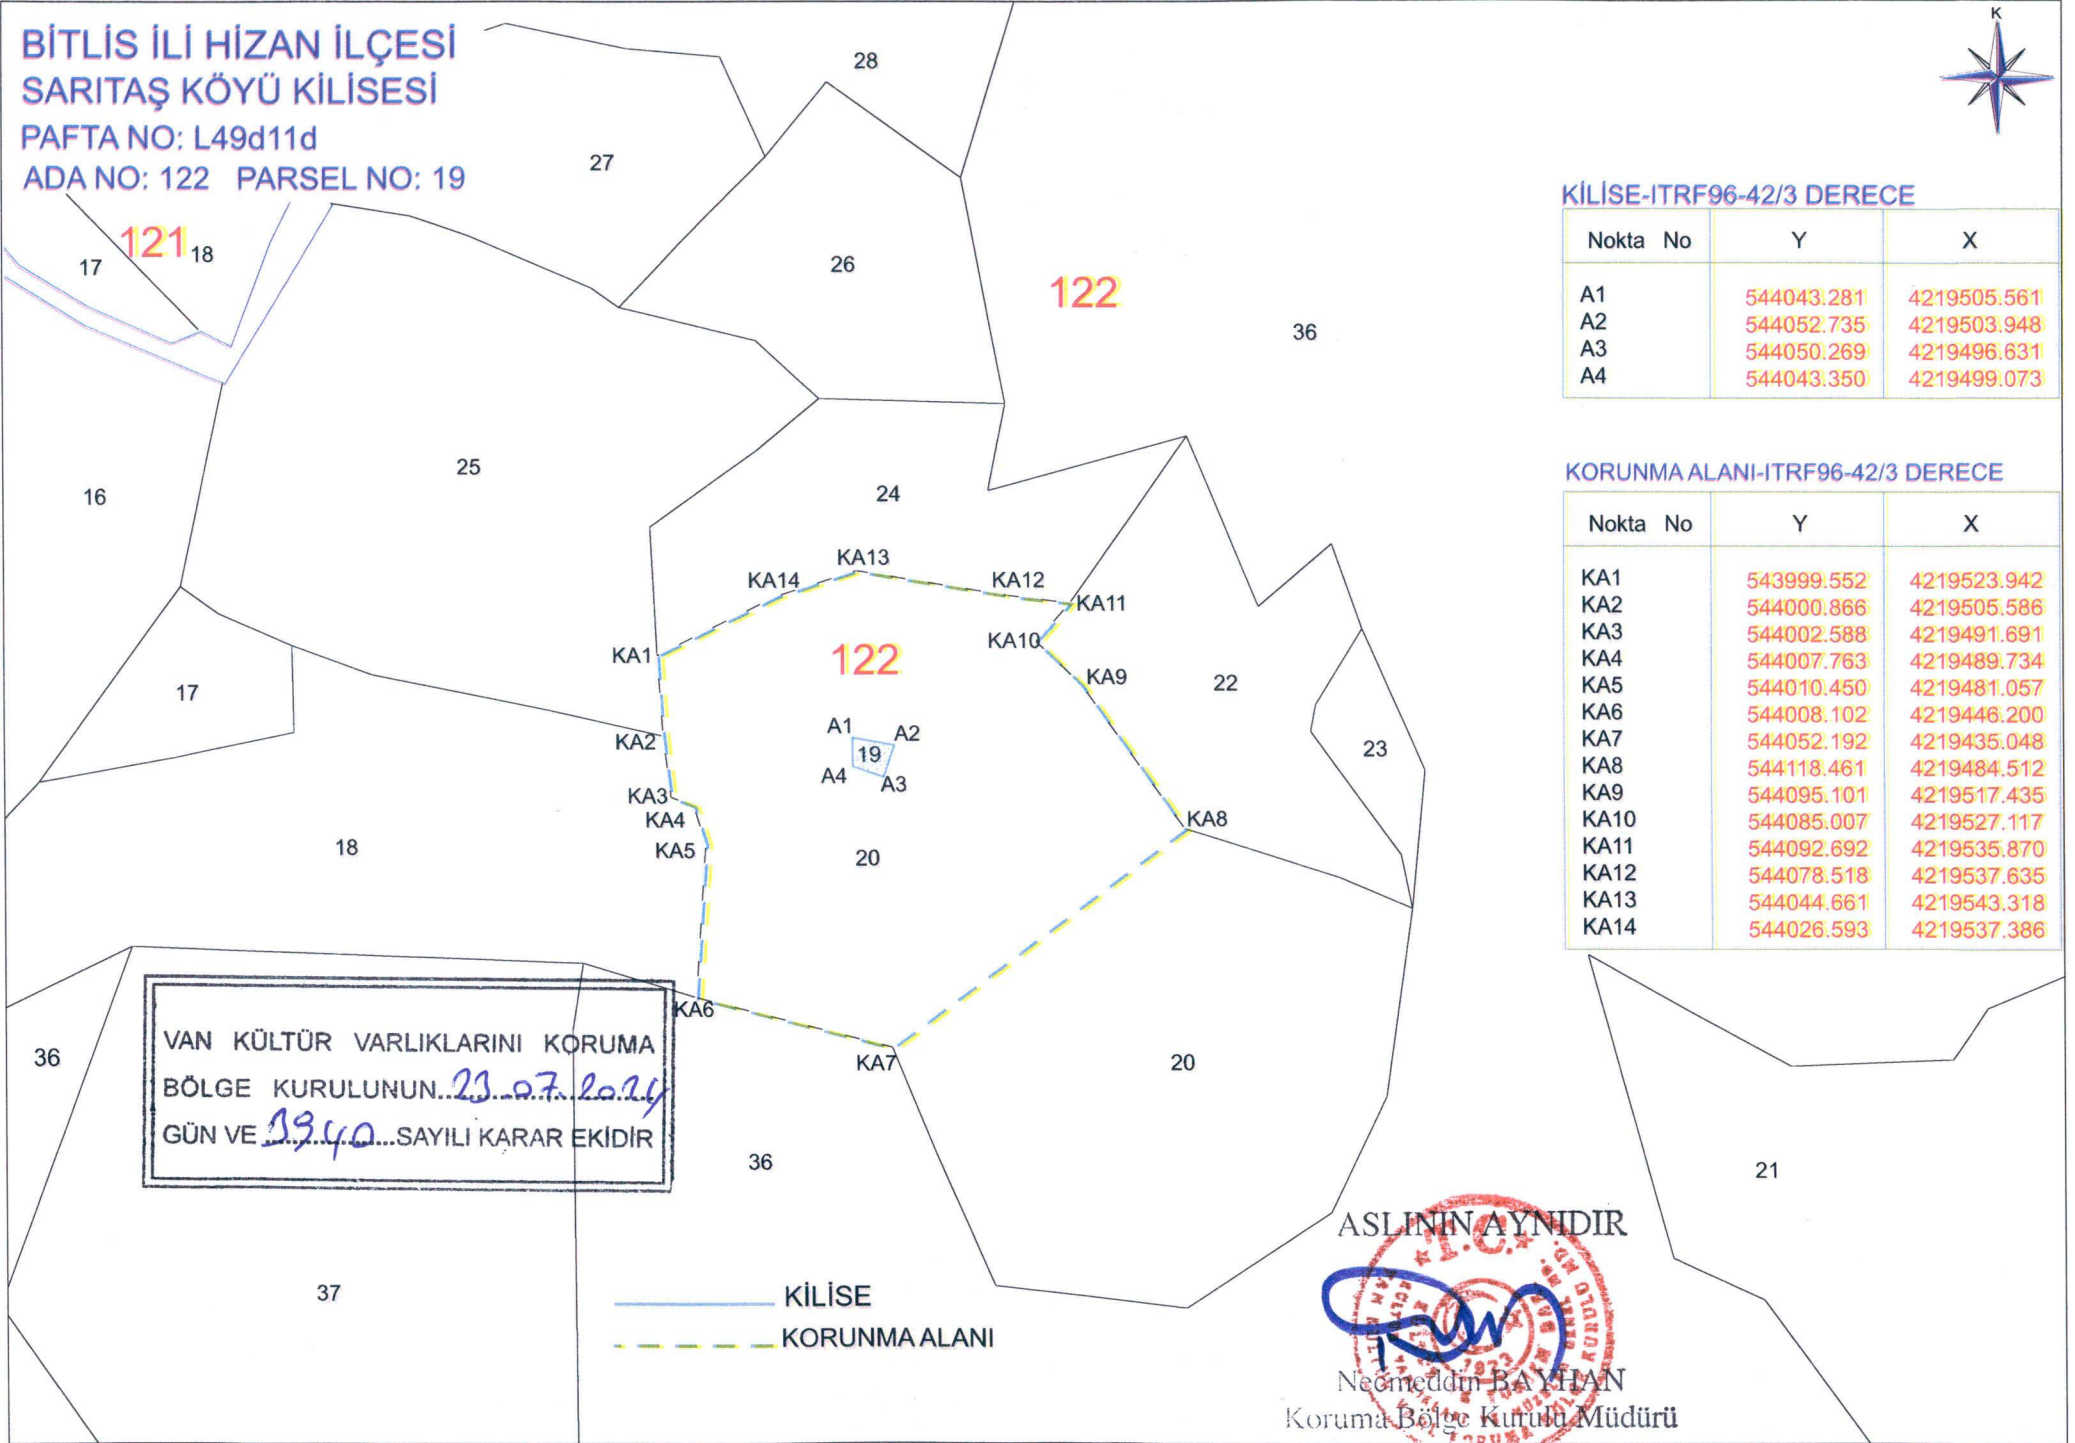 BİTLİS İLİ HİZAN İLÇESİ
SARITAŞ KÖYÜ KİLİSESİ
PAFTA NO: L49d11d
ADA NO: 122 PARSEL NO: 19
K
28
27
121
18
17
26
122
36
25
16
24
KA13
KA14
KA12
KA11
KA10
KA1
122
KA9
22
17
A1
A2
KA2
19
23
A4
A3
KA3
KA4
KA8
KA5
18
20
KA6
36
KA7
20
36
21
37
KİLİSE-ITRF96-42/3 DERECE
Nokta No Y X
A1 544043.281 4219505.561
A2 544052.735 4219503.948
A3 544050.269 4219496.631
A4 544043.350 4219499.073
KORUNMA ALANI-ITRF96-42/3 DERECE
Nokta No Y X
KA1 543999.552 4219523.942
KA2 544000.866 4219505.586
KA3 544002.588 4219491.691
KA4 544007.763 4219489.734
KA5 544010.450 4219481.057
KA6 544008.102 4219446.200
KA7 544052.192 4219435.048
KA8 544118.461 4219484.512
KA9 544095.101 4219517.435
KA10 544085.007 4219527.117
KA11 544092.692 4219535.870
KA12 544078.518 4219537.635
KA13 544044.661 4219543.318
KA14 544026.593 4219537.386
VAN KÜLTÜR VARLIKLARINI KORUMA
BÖLGE KURULUNUN..23.07.2024
GÜN VE 3940 SAYILI KARAR EKİDİR
KİLİSE
KORUNMA ALANI
ASLININ AYNIDIR
T.C.
1923
Necmeddin BAYHAN
Koruma Bölge Kurulu Müdürü